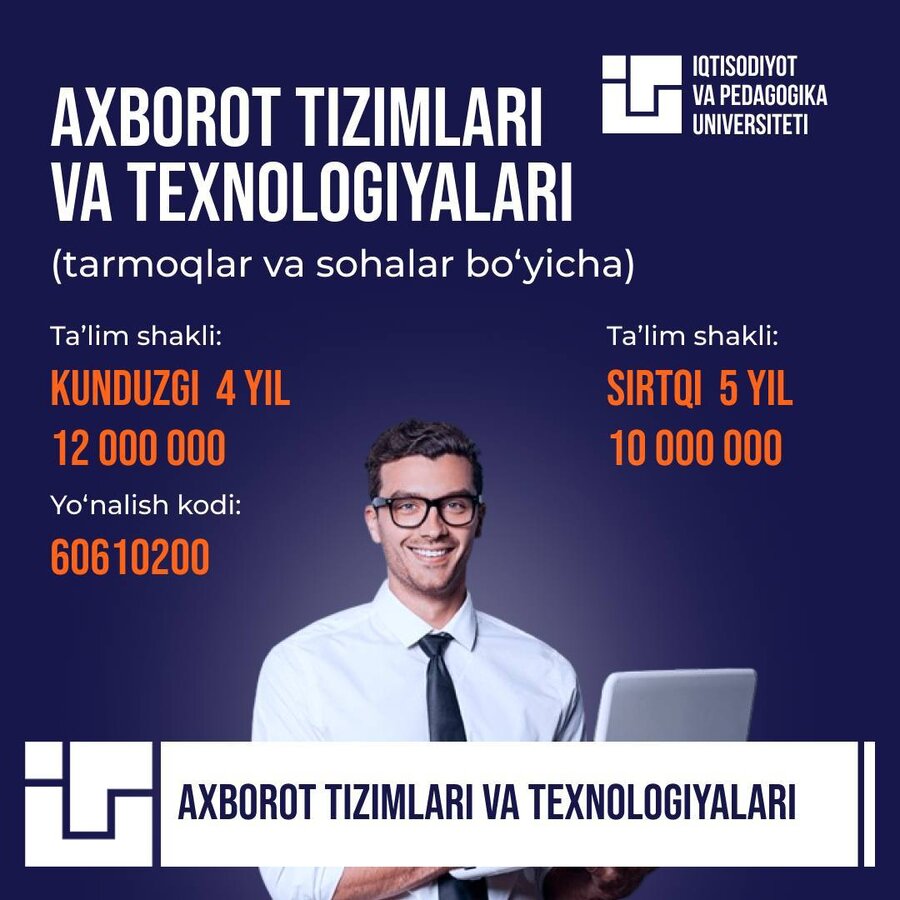 AXBOROT TIZIMLARI
VA TEXNOLOGIYALARI
(tarmoqlar va sohalar bo‘yicha)
IQTISODIYOT
VA PEDAGOGIKA
UNIVERSITETI
Ta’lim shakli:
KUNDUZGI 4 YIL
12 000 000
Yo‘nalish kodi:
60610200
Ta’lim shakli:
SIRTQI 5 YIL
10 000 000
AXBOROT TIZIMLARI VA TEXNOLOGIYALARI